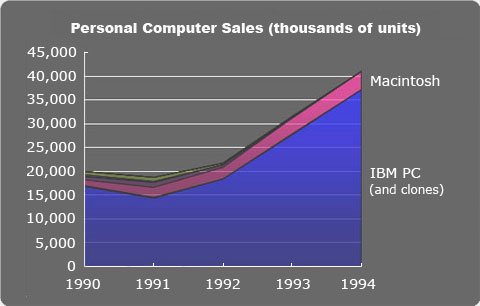 Personal Computer Sales (thousands of units)
45,000
40,000
35,000
30,000
25,000
20,000
15,000
10,000
5,000
0
Macintosh
IBM PC
(and clones)
1990 1991 1992 1993 1994